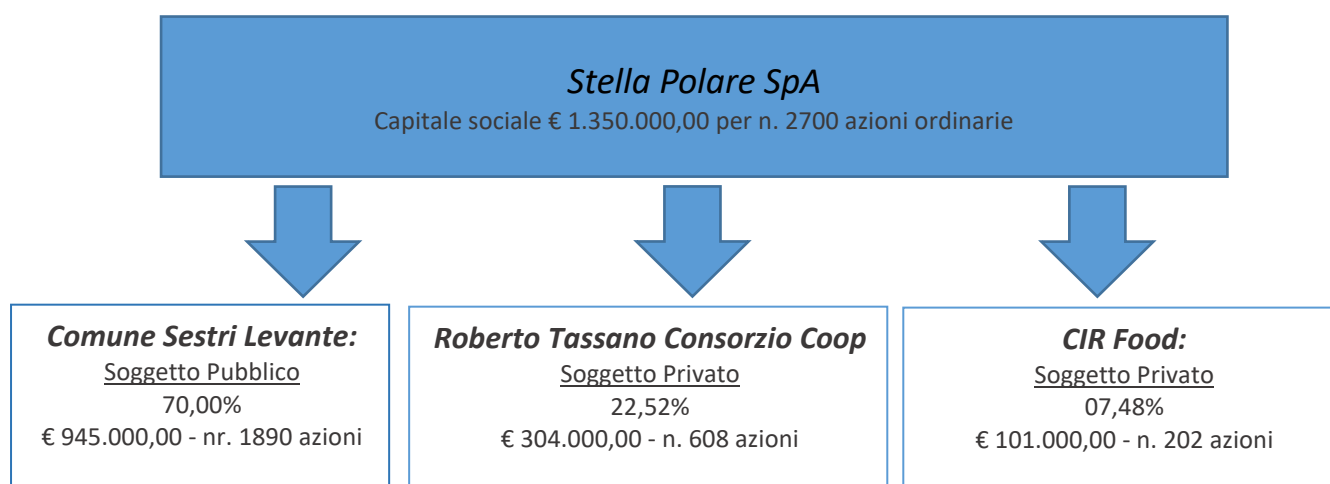 Stella Polare SpA
Capitale sociale € 1.350.000,00 per n. 2700 azioni ordinarie
Comune Sestri Levante:
Soggetto Pubblico
70,00%
€ 945.000,00 - nr. 1890 azioni
Roberto Tassano Consorzio Coop
Soggetto Privato
22,52%
€ 304.000,00 - n. 608 azioni
CIR Food:
Soggetto Privato
07,48%
€ 101.000,00 - n. 202 azioni